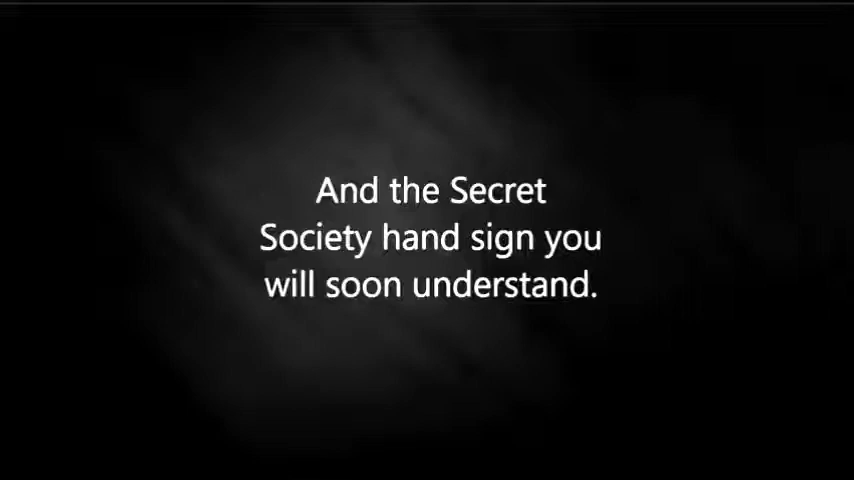 And the Secret
Society hand sign you
will soon understand.